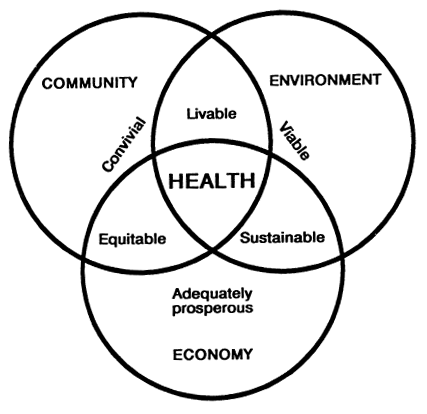 COMMUNITY
ENVIRONMENT
Livable
Convivial
Viable
HEALTH
Equitable
Sustainable
Adequately
prosperous
ECONOMY